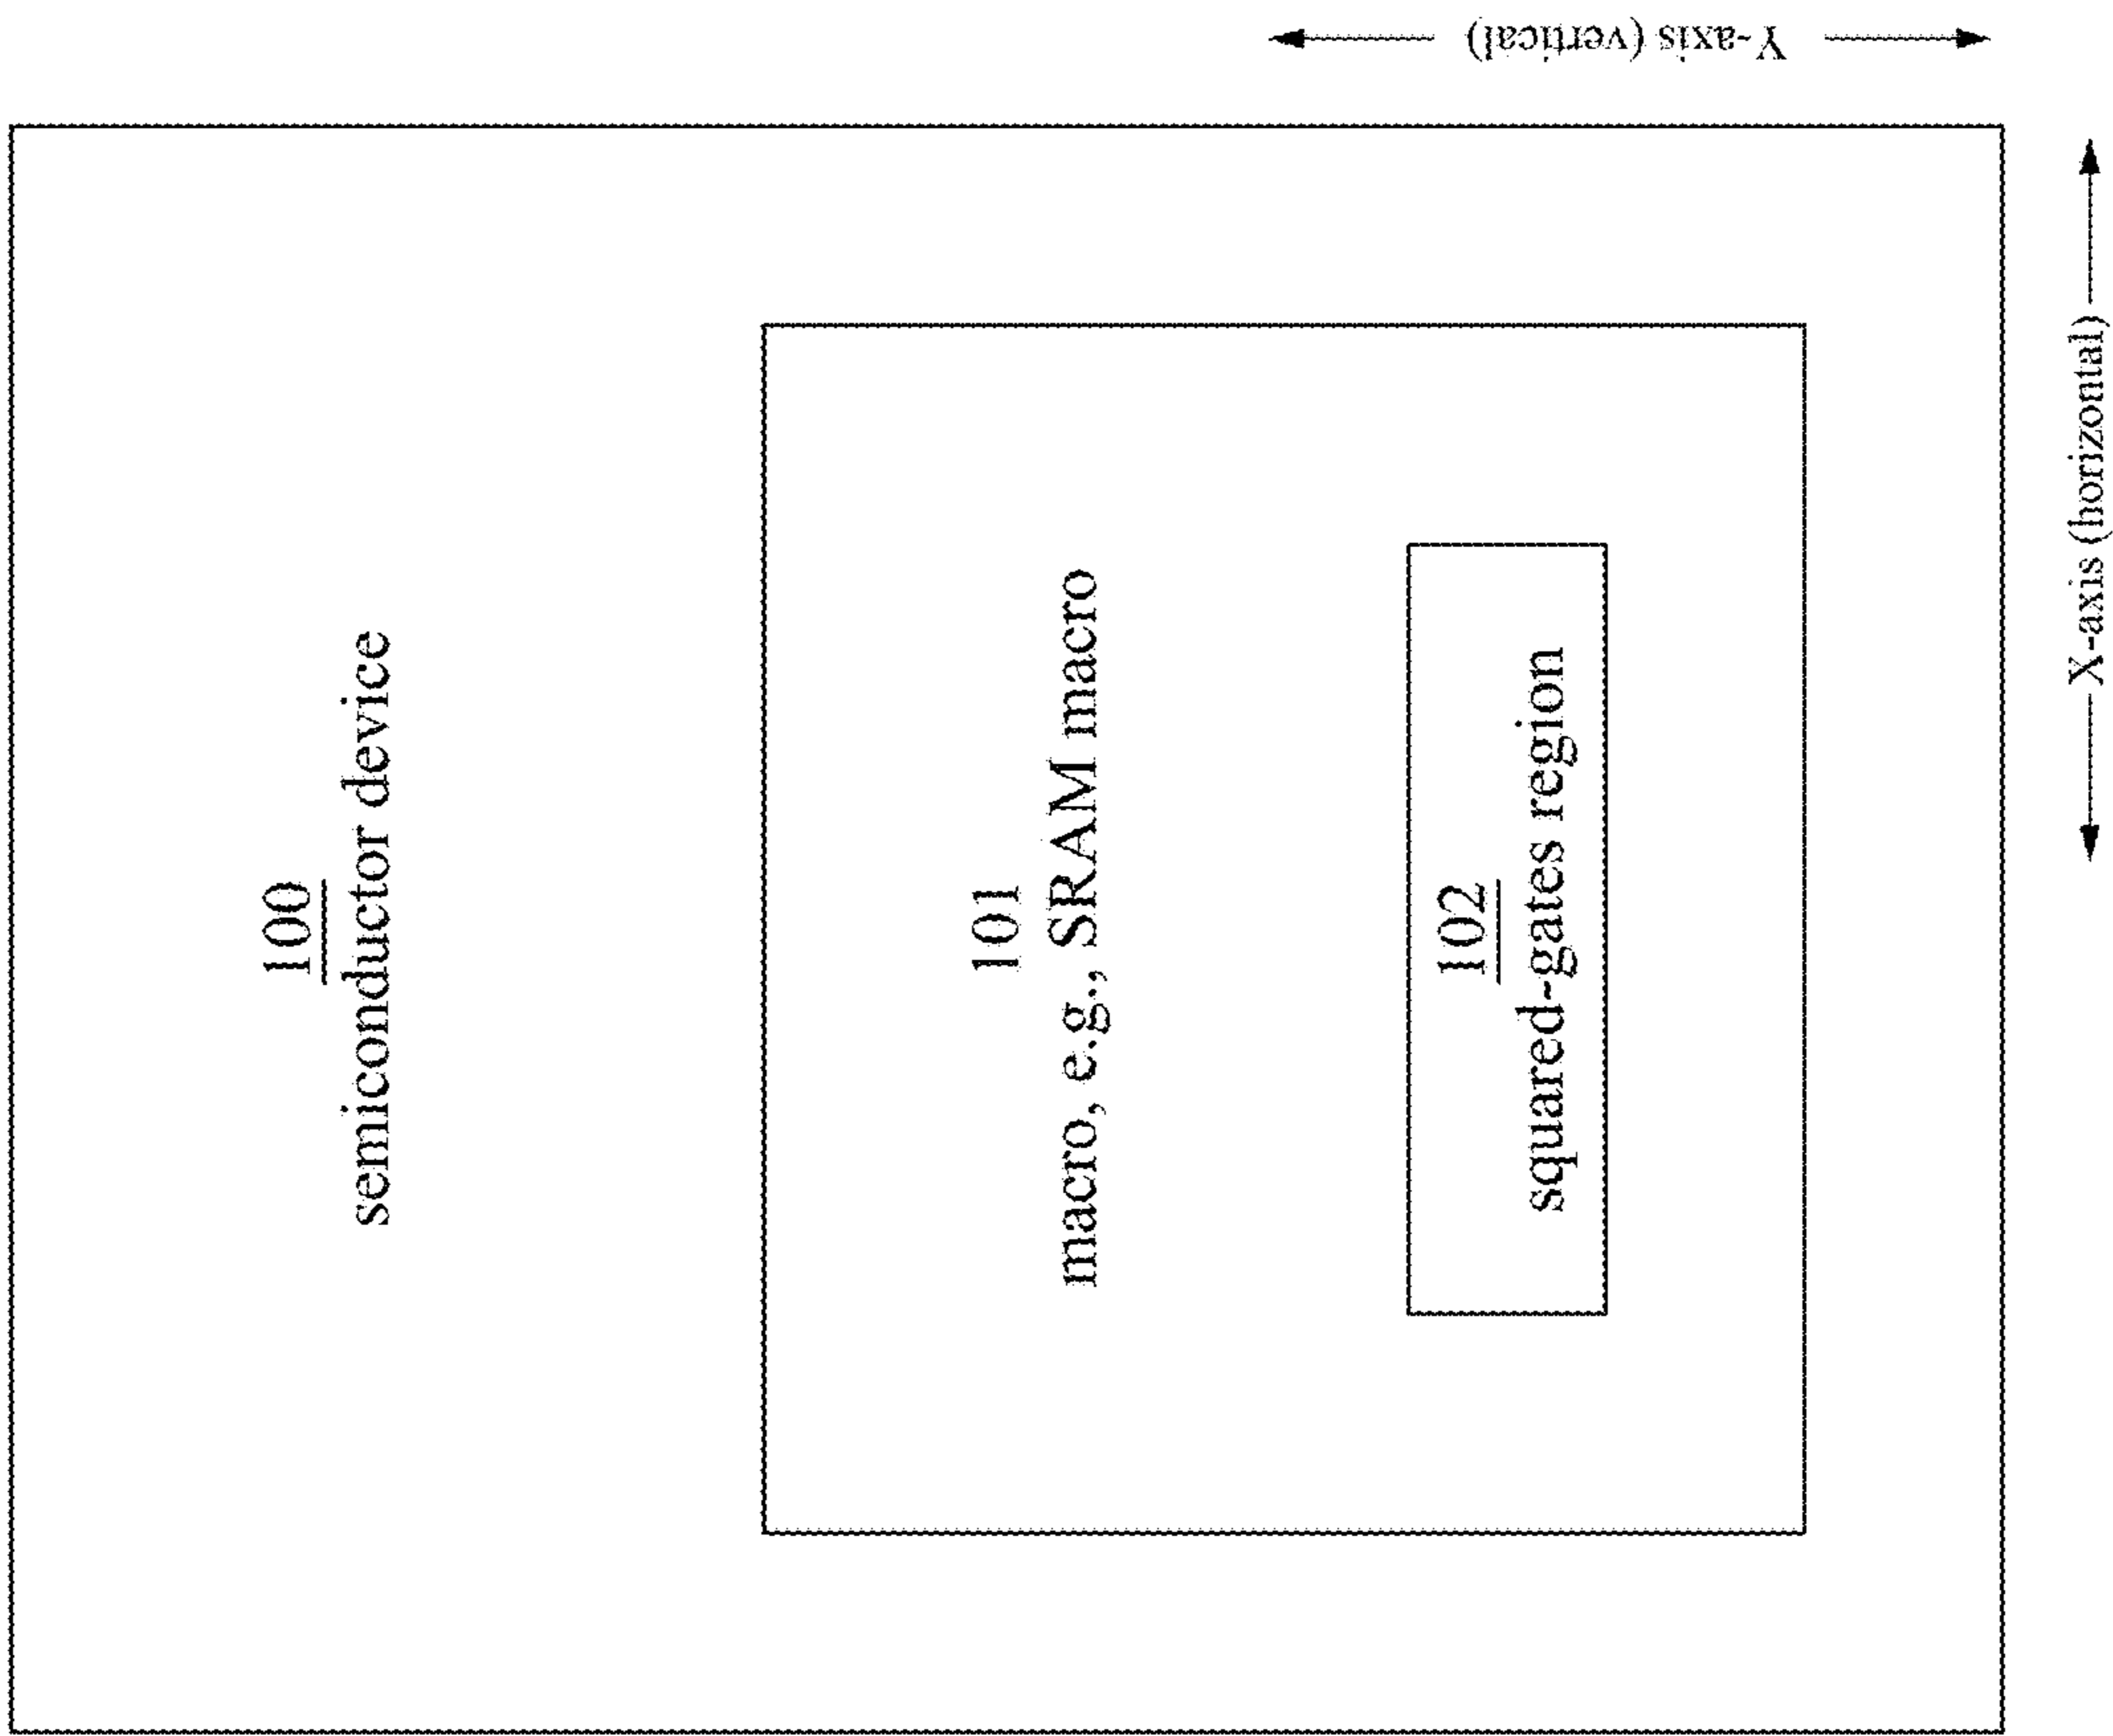 100
semiconductor device
101
macro, e.g., SRAM macro
102
squared-gates region
Y-axis (vertical)
X-axis (horizontal)